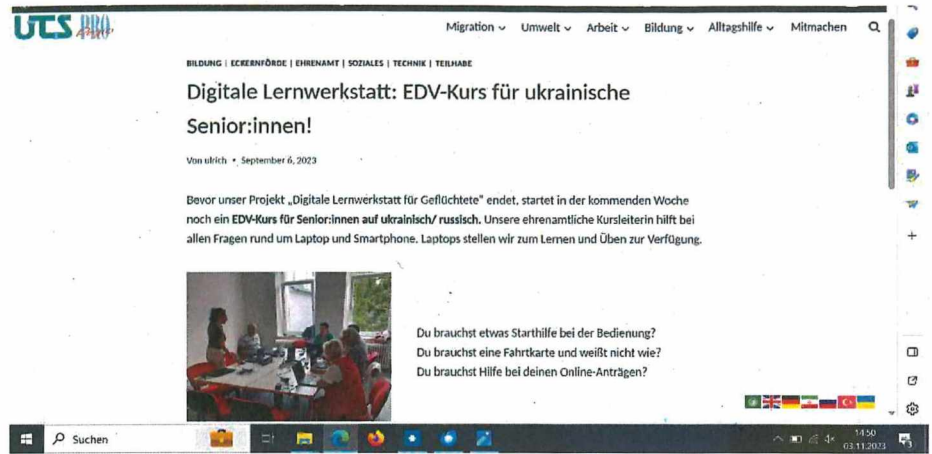 UTS PRO
Migration Umwelt Arbeit Bildung Alltagshilfe Mitmachen
BILDUNG | ECKERNFÖRDE | EHRENAMT | SOZIALES | TECHNIK | TEILHABE
Digitale Lernwerkstatt: EDV-Kurs für ukrainische
Senior:innen!
Von ulrich • September 6, 2023
Bevor unser Projekt „Digitale Lernwerkstatt für Geflüchtete" endet, startet in der kommenden Woche
noch ein EDV-Kurs für Senior:innen auf ukrainisch/ russisch. Unsere ehrenamtliche Kursleiterin hilft bei
allen Fragen rund um Laptop und Smartphone. Laptops stellen wir zum Lernen und Üben zur Verfügung.
Du brauchst etwas Starthilfe bei der Bedienung?
Du brauchst eine Fahrtkarte und weißt nicht wie?
Du brauchst Hilfe bei deinen Online-Anträgen?
Suchen
14:50
03.11.2023